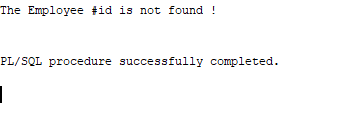 The Employee #id is not found !
PL/SQL procedure successfully completed.